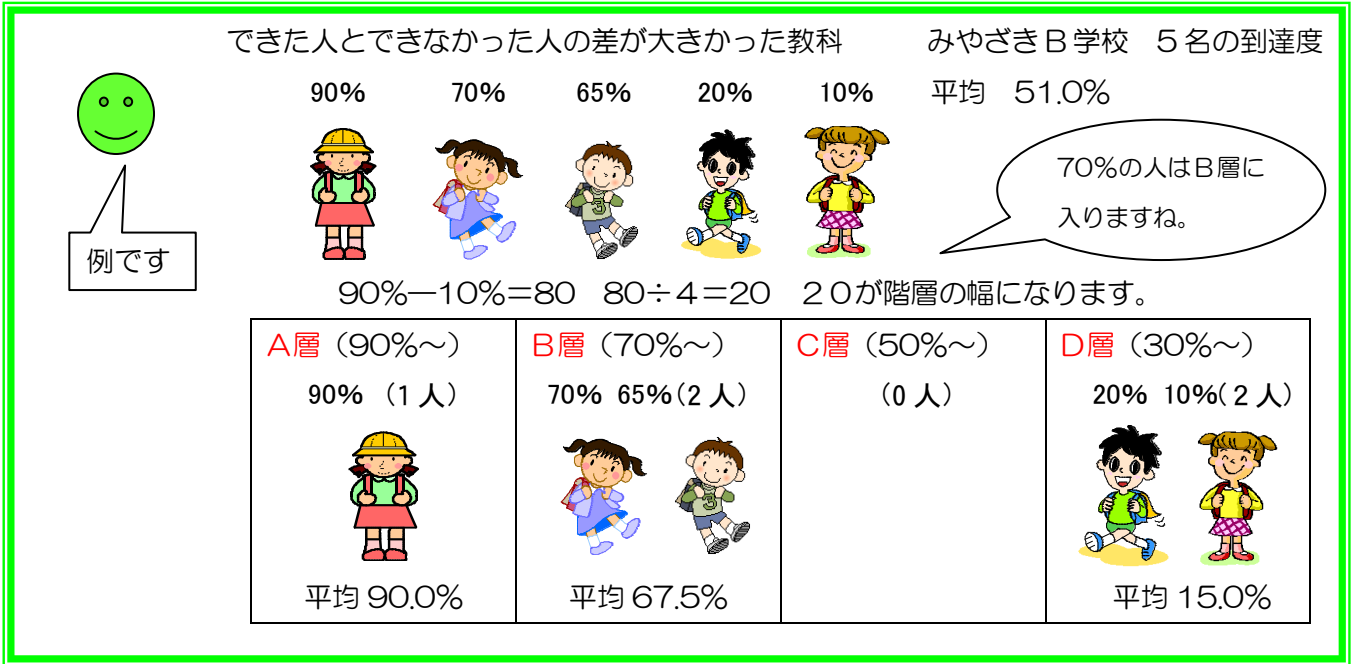 できた人とできなかった人の差が大きかった教科　みやざきB学校　5名の到達度
90%　70%　65%　20%　10%　平均　51.0%
70%の人はB層に
入りますね。
例です
90%―10%=80　80÷4=20　２０が階層の幅になります。
A層（90%～）
90%　（1人）
平均 90.0%
B層（70%～）
70%　65%（2人）
平均 67.5%
C層（50%～）
（0人）
D層（30%～）
20%　10%（2人）
平均 15.0%